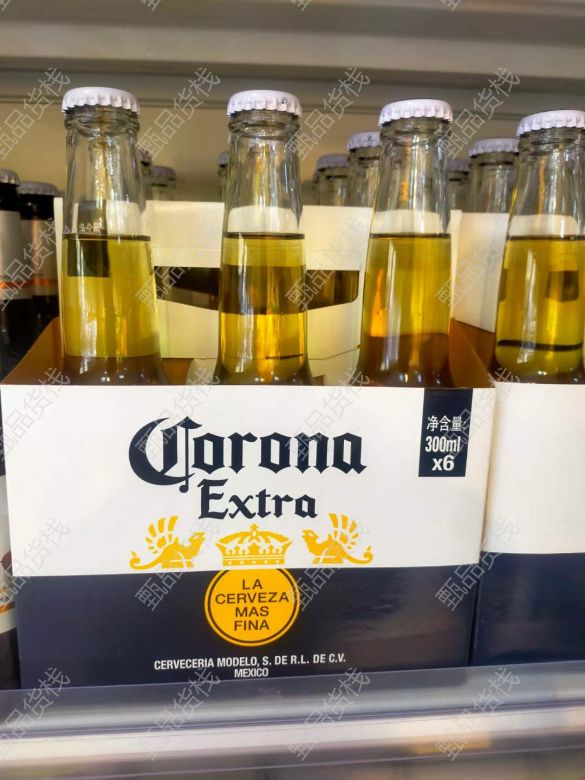 Corona
Extra
净含量:
300ml
x6
LA
CERVEZA
MAS
FINA
CERVECERIA MODELO, S. DE R.L. DE C.V.
MEXICO
甄品货栈